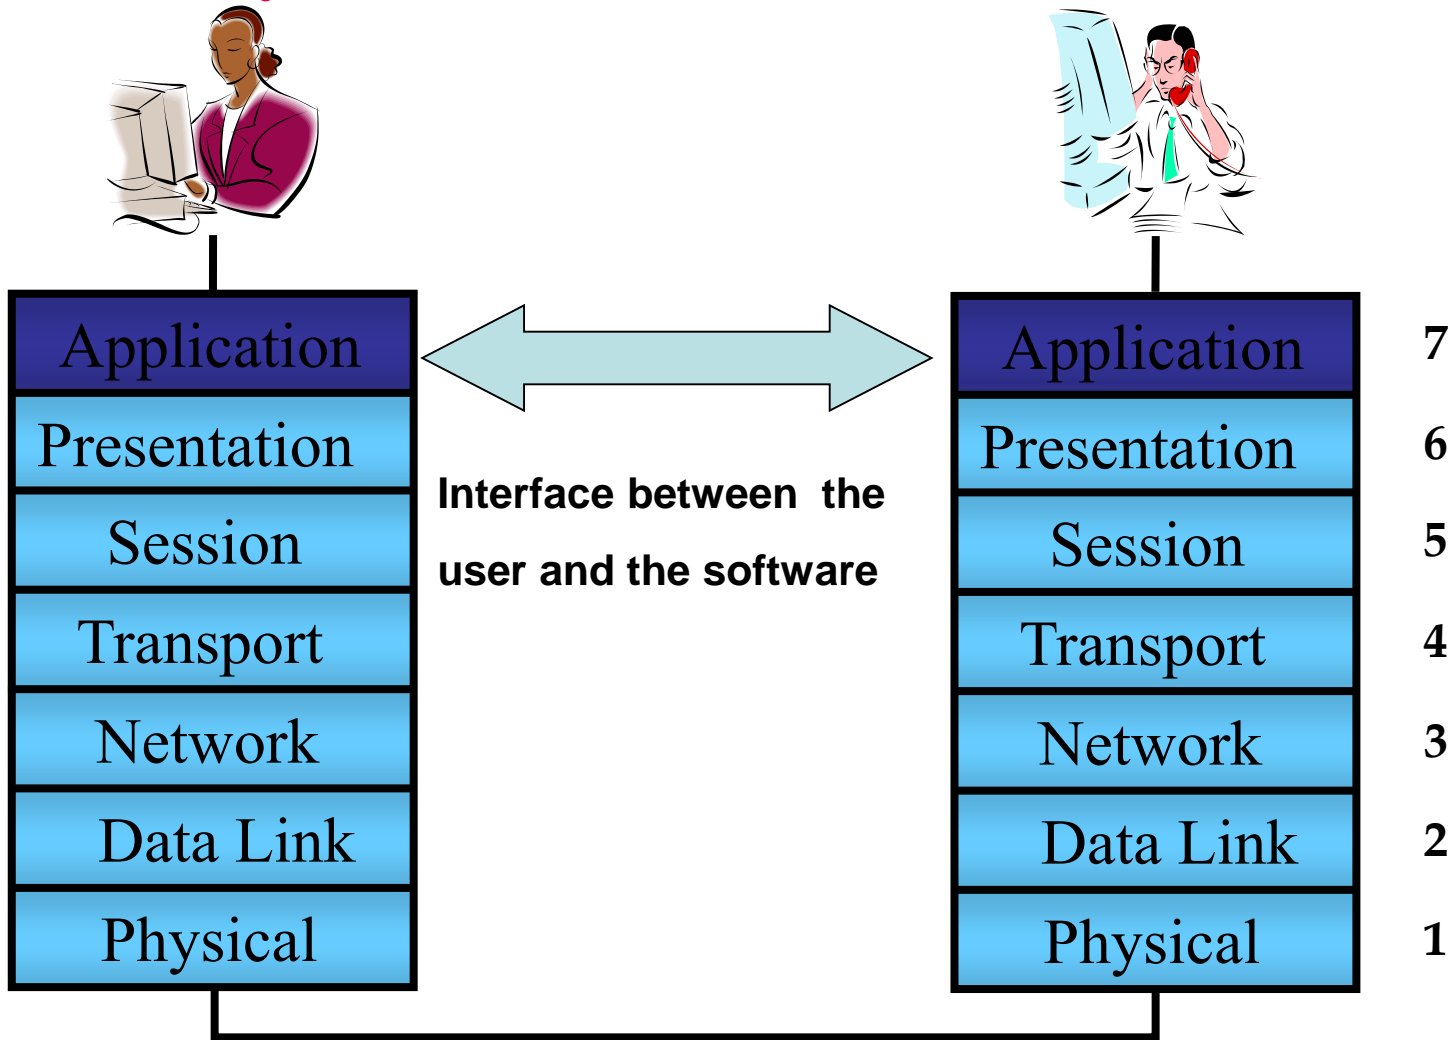 Application
Presentation
Session
Transport
Network
Data Link
Physical
Interface between  the
user and the software
Application 7
Presentation 6
Session 5
Transport 4
Network 3
Data Link 2
Physical 1